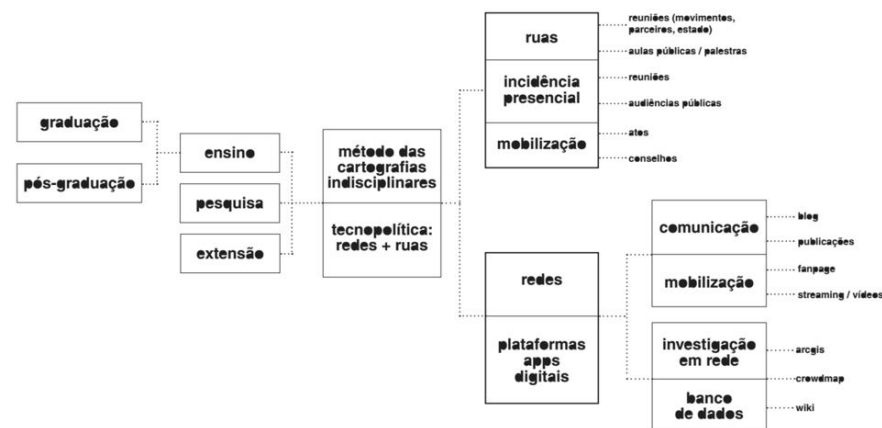 graduação
pós-graduação
ensino
pesquisa
extensão
método das
cartografias
indisciplinares
tecnopolítica:
redes + ruas
ruas
incidência
presencial
mobilização
reuniões (movimentos,
parceiros, estado)
aulas públicas / palestras
reuniões
audiências públicas
atos
conselhos
redes
plataformas
apps
digitais
comunicação
mobilização
blog
publicações
fanpage
streaming / vídeos
investigação
em rede
banco
de dados
arcgis
crowdmap
wiki